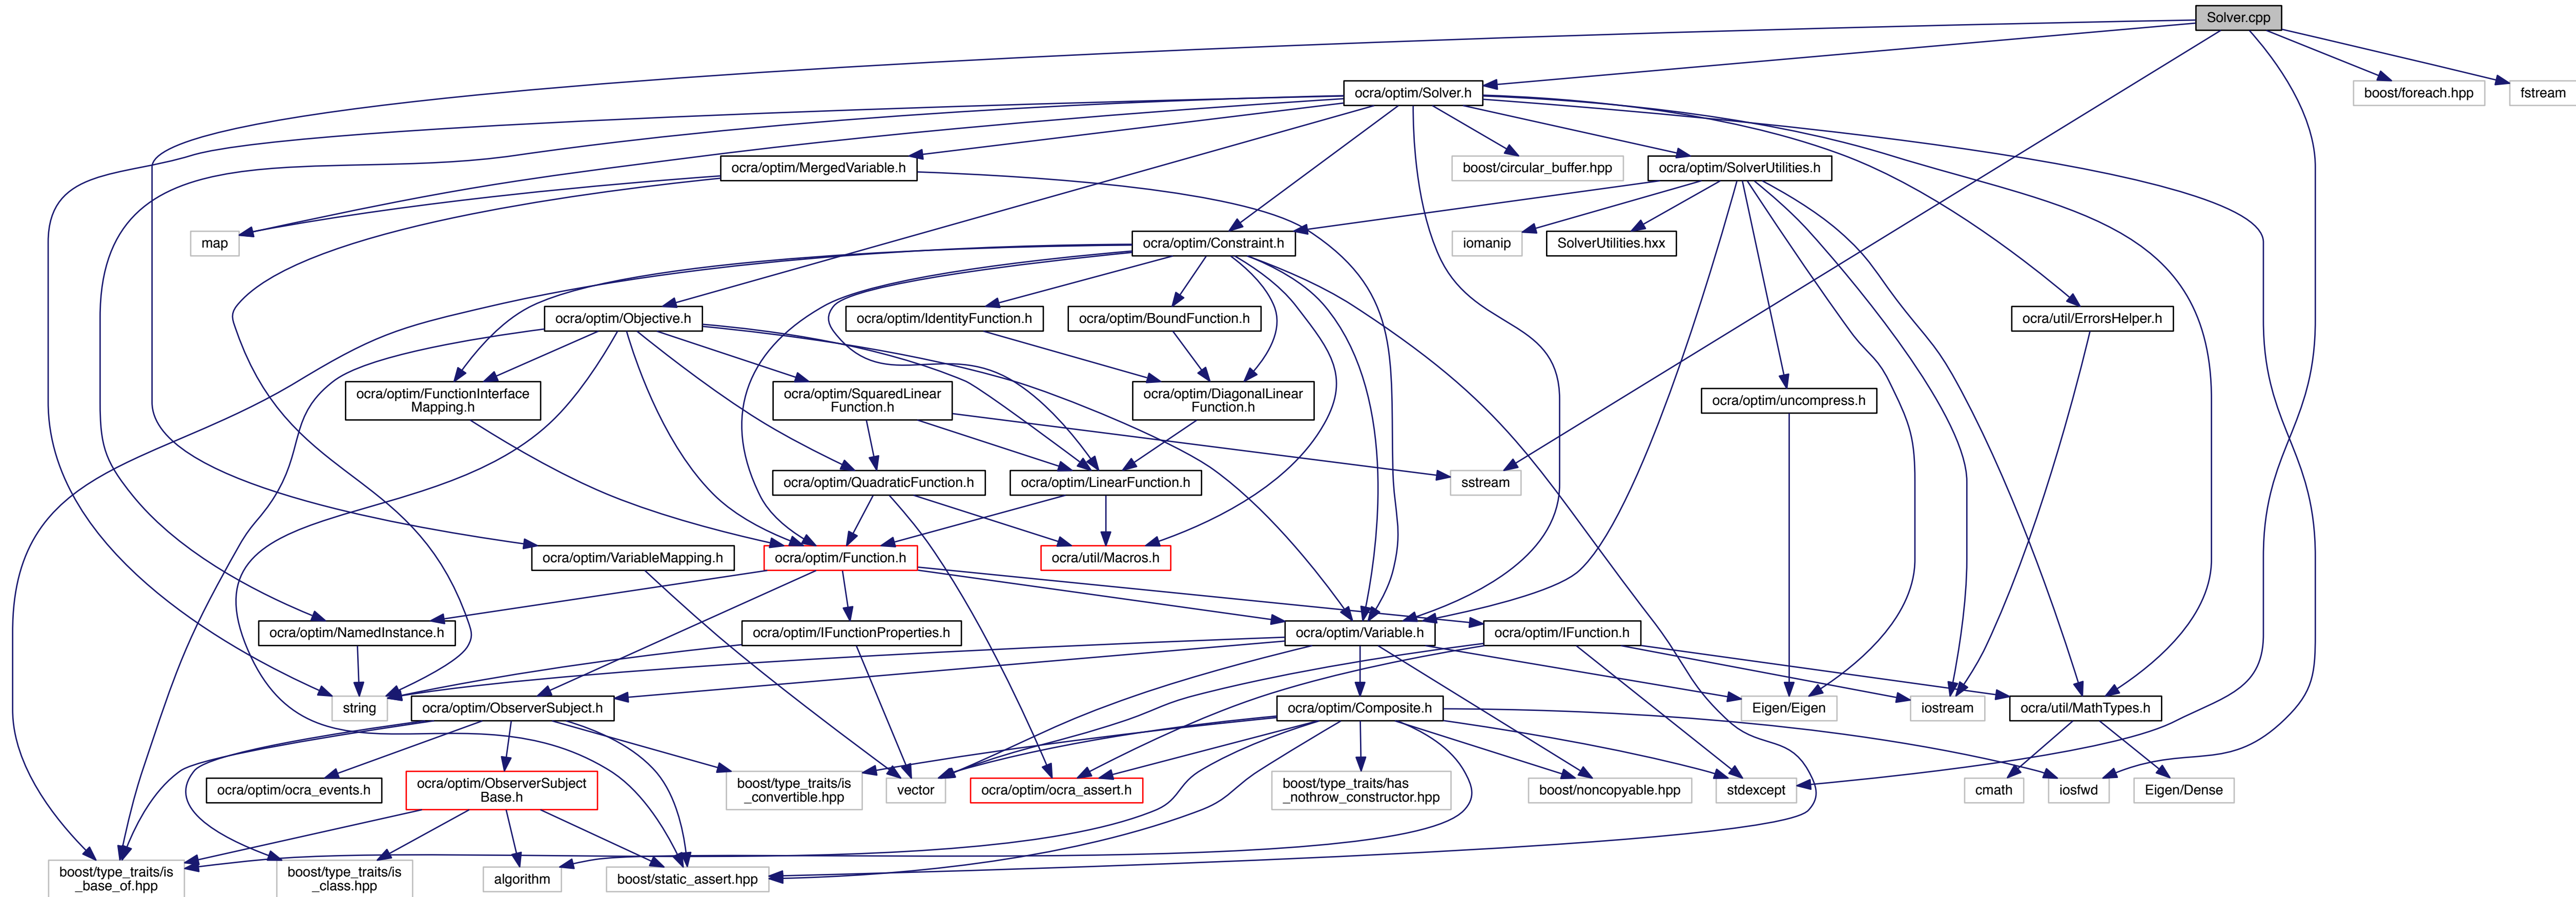 Solver.cpp
ocra/optim/Solver.h
boost/foreach.hpp
fstream
ocra/optim/MergedVariable.h
boost/circular_buffer.hpp
ocra/optim/SolverUtilities.h
map
ocra/optim/Constraint.h
iomanip
SolverUtilities.hxx
ocra/optim/Objective.h
ocra/optim/IdentityFunction.h
ocra/optim/BoundFunction.h
ocra/util/ErrorsHelper.h
ocra/optim/FunctionInterface
Mapping.h
ocra/optim/SquaredLinear
Function.h
ocra/optim/DiagonalLinear
Function.h
ocra/optim/uncompress.h
ocra/optim/QuadraticFunction.h
ocra/optim/LinearFunction.h
sstream
ocra/optim/VariableMapping.h
ocra/optim/Function.h
ocra/util/Macros.h
ocra/optim/NamedInstance.h
ocra/optim/IFunctionProperties.h
ocra/optim/Variable.h
ocra/optim/IFunction.h
string
ocra/optim/ObserverSubject.h
ocra/optim/Composite.h
Eigen/Eigen
iostream
ocra/util/MathTypes.h
ocra/optim/ocra_events.h
ocra/optim/ObserverSubject
Base.h
boost/type_traits/is
_convertible.hpp
vector
ocra/optim/ocra_assert.h
boost/type_traits/has
_nothrow_constructor.hpp
boost/noncopyable.hpp
stdexcept
cmath
iosfwd
Eigen/Dense
boost/type_traits/is
_base_of.hpp
boost/type_traits/is
_class.hpp
algorithm
boost/static_assert.hpp